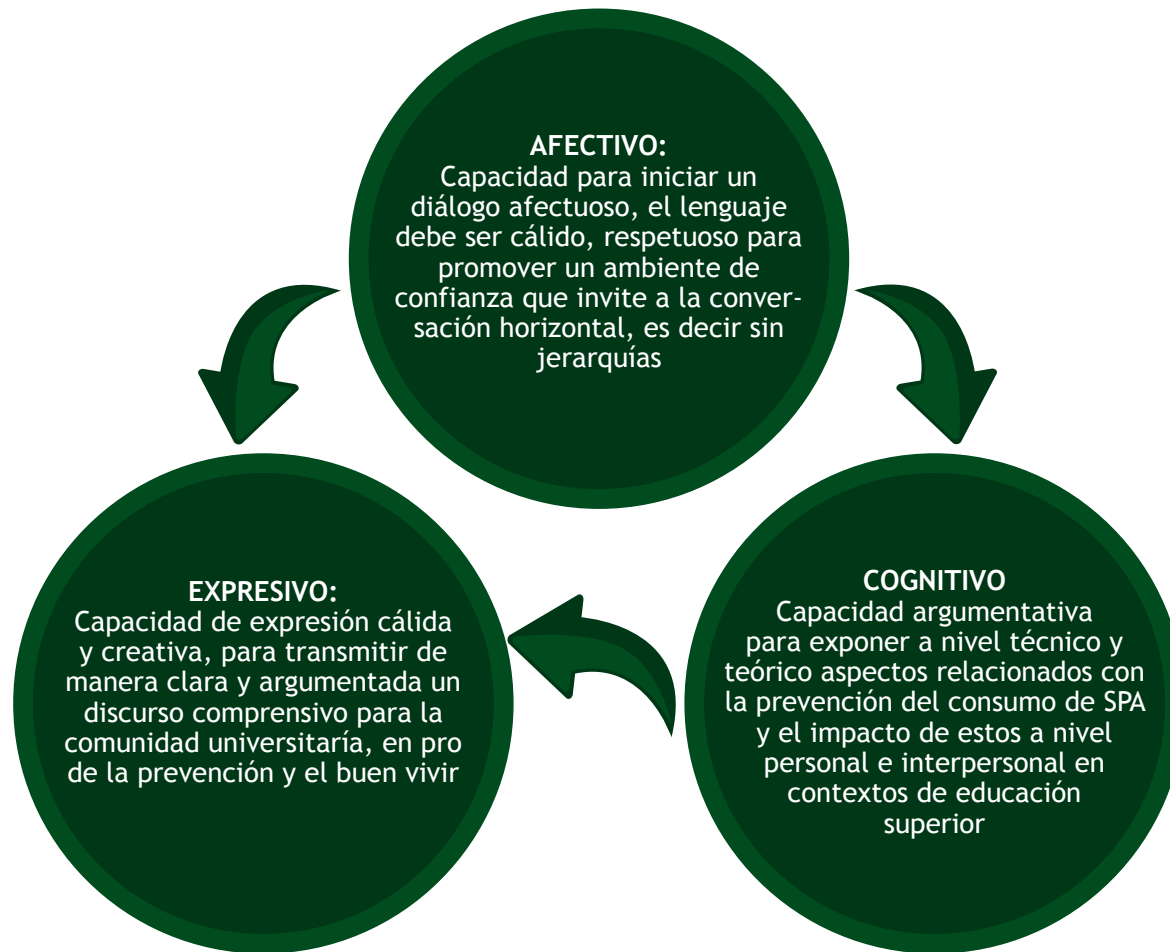 AFECTIVO:
Capacidad para iniciar un
diálogo afectuoso, el lenguaje
debe ser cálido, respetuoso para
promover un ambiente de
confianza que invite a la conver-
sación horizontal, es decir sin
jerarquías
EXPRESIVO:
Capacidad de expresión cálida
y creativa, para transmitir de
manera clara y argumentada un
discurso comprensivo para la
comunidad universitaría, en pro
de la prevención y el buen vivir
COGNITIVO
Capacidad argumentativa
para exponer a nivel técnico y
teórico aspectos relacionados con
la prevención del consumo de SPA
y el impacto de estos a nivel
personal e interpersonal en
contextos de educación
superior